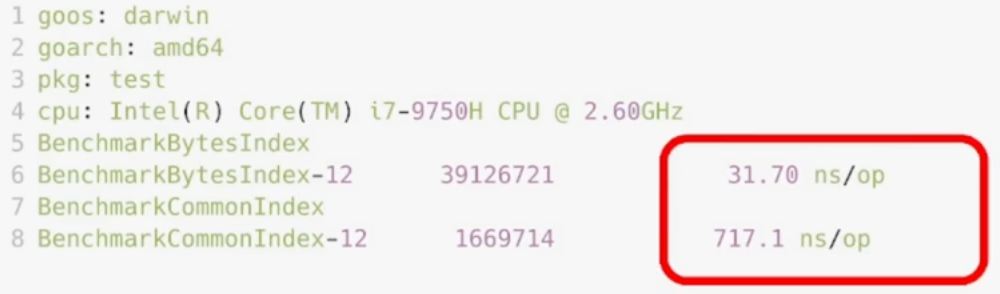 1 goos: darwin
2 goarch: amd64
3 pkg: test
4 cpu: Intel(R) Core(TM) i7-9750H CPU @ 2.60GHz
5 BenchmarkBytesIndex
6 BenchmarkBytesIndex-12 39126721 31.70 ns/op
7 BenchmarkCommonIndex
8 BenchmarkCommonIndex-12 1669714 717.1 ns/op